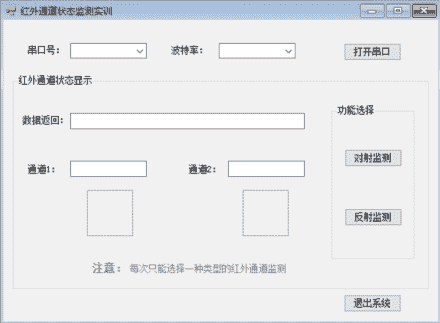 红外通道状态监测实训
串口号： 波特率： 打开串口
红外通道状态显示
功能选择
数据返回：
对射监测
通道1： 通道2：
反射监测
注意： 每次只能选择一种类型的红外通道监测
退出系统